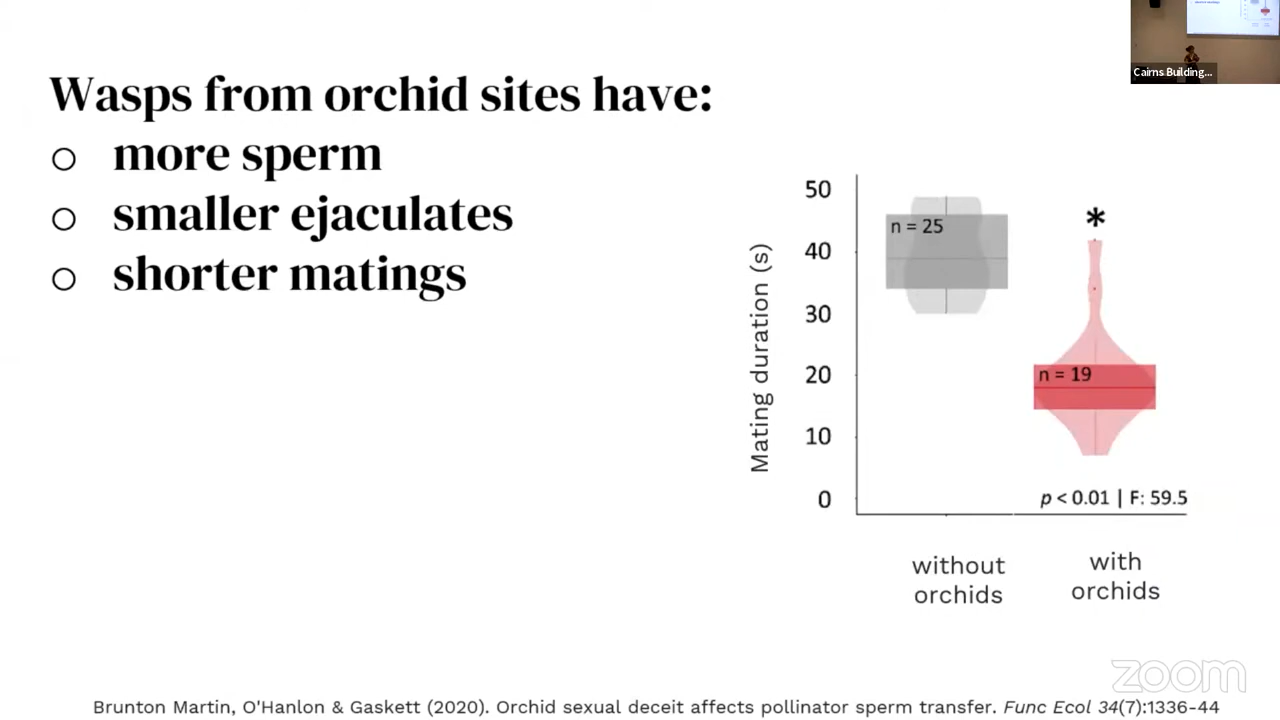 Wasps from orchid sites have:
o more sperm
o smaller ejaculates
o shorter matings
Cairns Building...
Mating duration (s)
50
40
30
20
10
0
n = 25
*
n = 19
p < 0.01 | F: 59.5
without
orchids
with
orchids
zoom
Brunton Martin, O'Hanlon & Gaskett (2020). Orchid sexual deceit affects pollinator sperm transfer. Func Ecol 34(7):1336-44